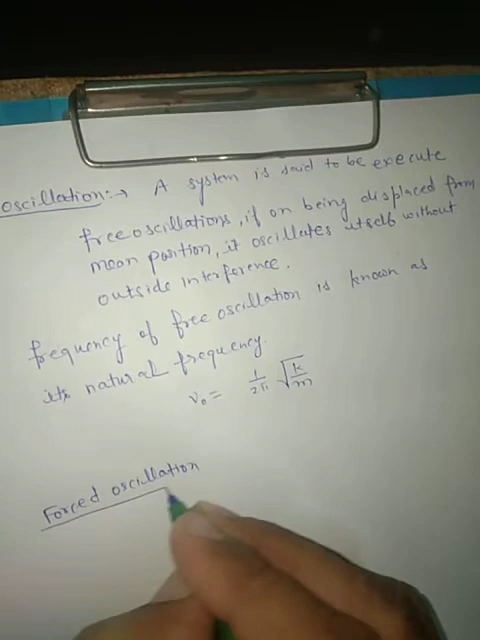 oscillation:→ A system is said to be execute
free oscillations, if on being displaced from
mean position, it oscillates itself without
outside interference.
frequency of free oscillation is known as
its natural frequency.
ν₀ = 1/2π √k/m
Forced oscillation